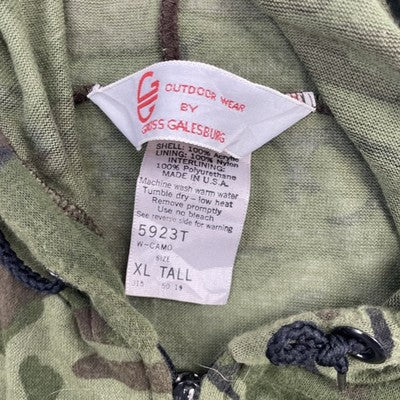 OUTDOOR WEAR
BY
GROSS GALESBURG
SHELL: 100% Acrylic
LINING: 100% Nylon
INTERLINING:
100% Polyurethane
MADE IN U.S.A.
Machine wash warm water
Tumble dry - low heat
Remove promptly
Use no bleach
See reverse side for warning
5923T
W-CAMO
SIZE
XL TALL